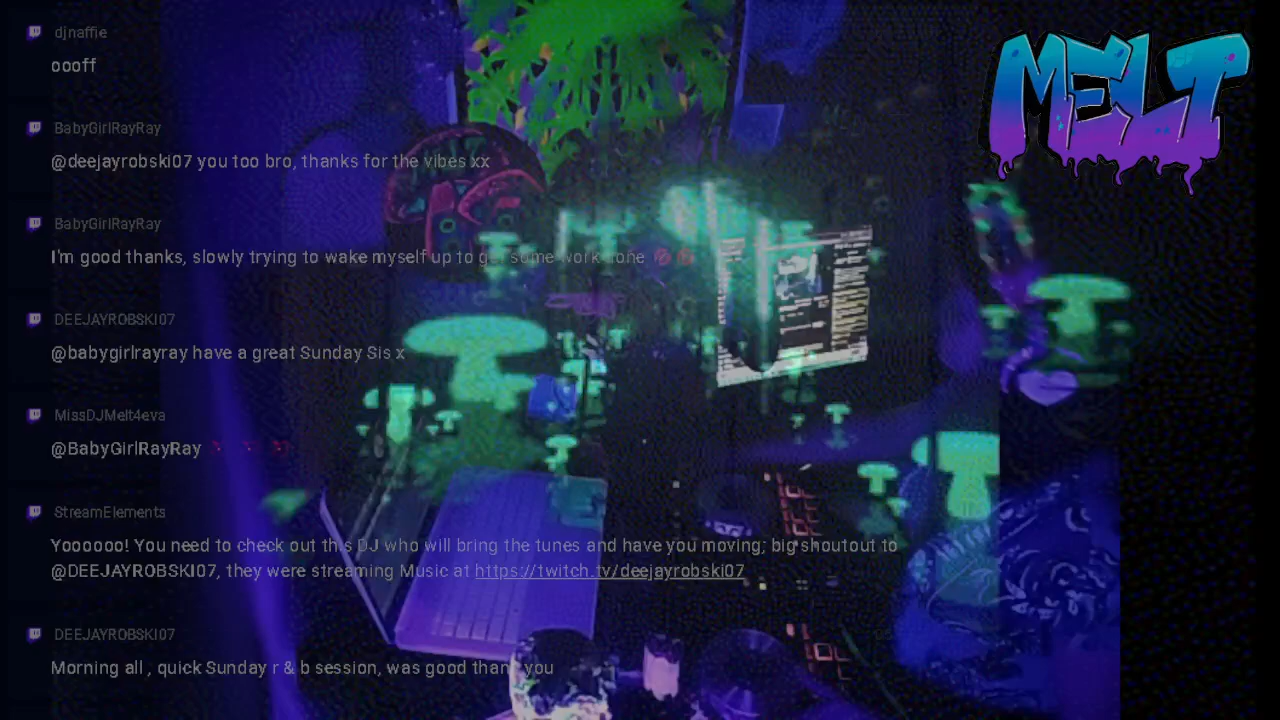 djnaffie
oooff
BabyGirlRayRay
@deejayrobski07 you too bro, thanks for the vibes xx
BabyGirlRayRay
I'm good thanks, slowly trying to wake myself up to get some work done
DEEJAYROBSKI07
@babygirlrayray have a great Sunday Sis x
MissDJMelt4eva
@BabyGirlRayRay
StreamElements
Yoooooo! You need to check out this DJ who will bring the tunes and have you moving; big shoutout to
@DEEJAYROBSKI07, they were streaming Music at https://twitch.tv/deejayrobski07
DEEJAYROBSKI07
Morning all , quick Sunday r & b session, was good thank you
MELT